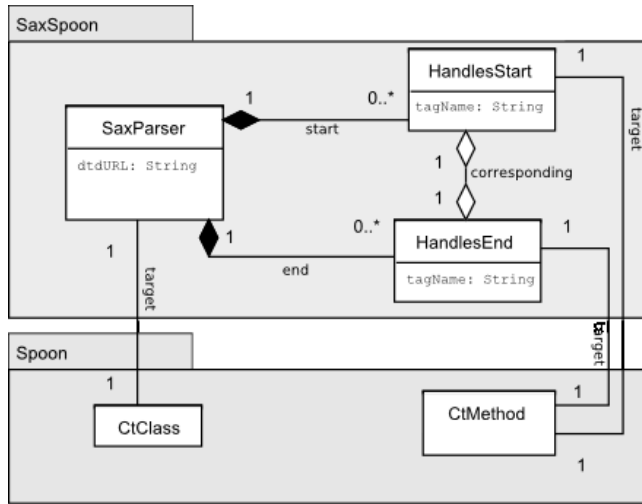 SaxSpoon
1
HandlesStart
1
0..*
tagName: String
SaxParser
start
target
dtdURL: String
1
corresponding
1
1
0..*
1
1
HandlesEnd
target
end
tagName: String
target
Spoon
1
1
CtMethod
CtClass
1